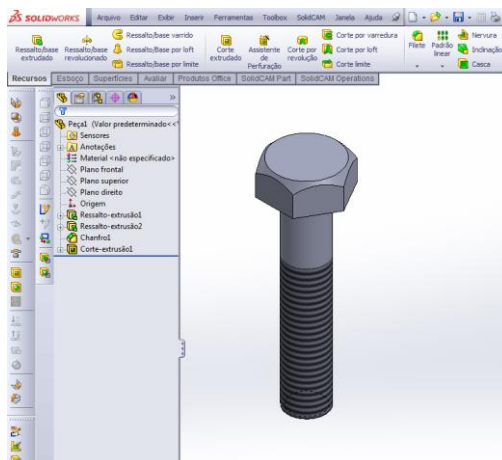 SOLIDWORKS Arquivo Editar Exibir Inserir Ferramentas Toolbox SolidCAM Janela Ajuda
Ressalto/base extrudado
Ressalto/base revolucionado
Ressalto/base varrido
Ressalto/Base por loft
Ressalto/base por limite
Corte extrudado
Assistente de Perfuração
Corte por revolução
Corte por varredura
Corte por loft
Corte limite
Filete
Padrão linear
Nervura
Inclinação
Casca
Recursos Esboço Superfícies Avaliar Produtos Office SolidCAM Part SolidCAM Operations
Peça1 (Valor predeterminado<<
Sensores
Anotações
Material <não especificado>
Plano frontal
Plano superior
Plano direito
Origem
Ressalto-extrusão1
Ressalto-extrusão2
Chanfro1
Corte-extrusão1